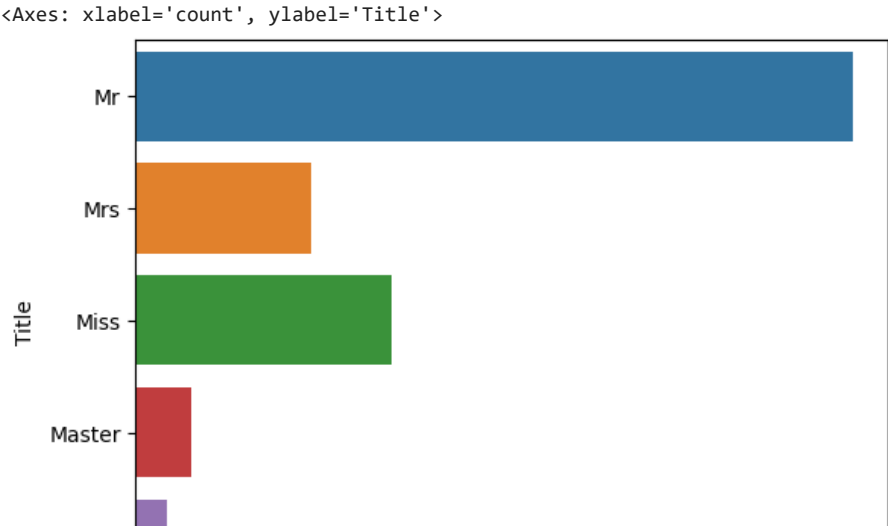 <Axes: xlabel='count', ylabel='Title'>
Mr
Mrs
Miss
Title
Master